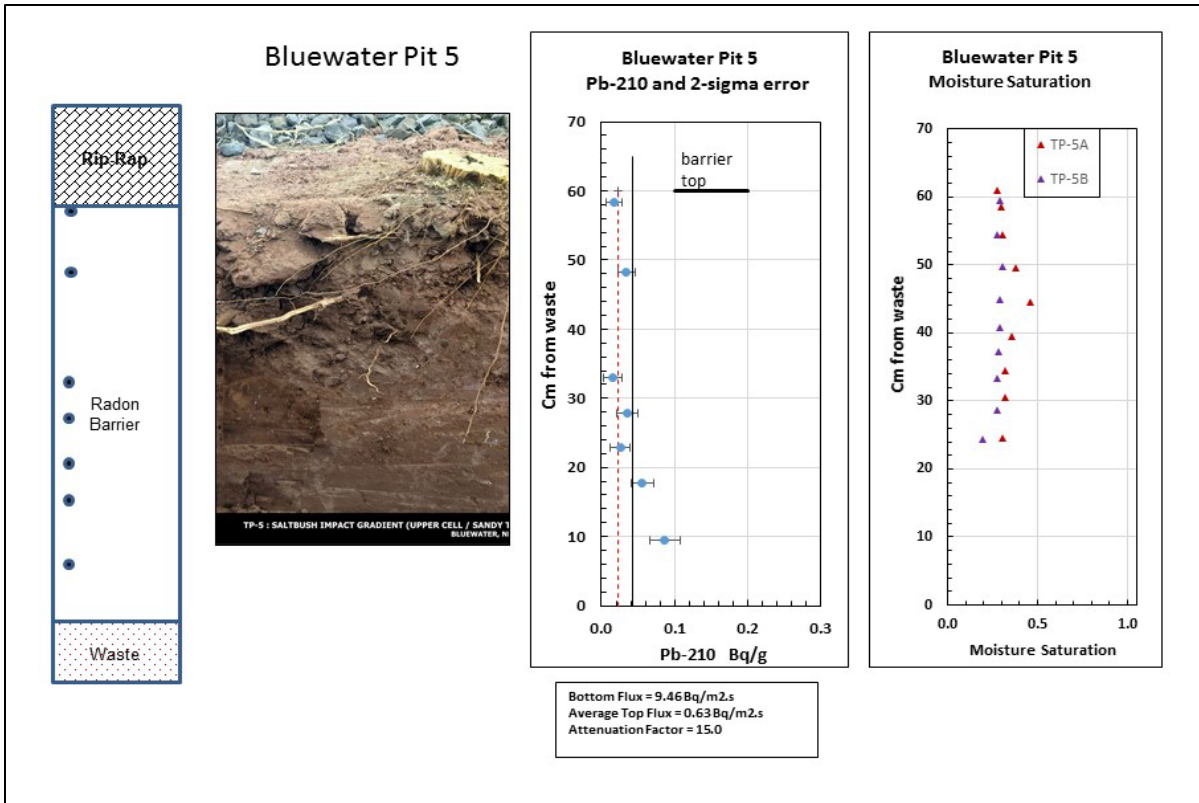 Bluewater Pit 5
Rip Rap
Radon
Barrier
Waste
TP-5 : SALTBUSH IMPACT GRADIENT (UPPER CELL / SANDY T
BLUEWATER, N
Bluewater Pit 5
Pb-210 and 2-sigma error
Cm from waste
70
60
50
40
30
20
10
0
barrier
top
0.0 0.1 0.2 0.3
Pb-210 Bq/g
Bottom Flux = 9.46 Bq/m2.s
Average Top Flux = 0.63 Bq/m2.s
Attenuation Factor = 15.0
Bluewater Pit 5
Moisture Saturation
Cm from waste
70
60
50
40
30
20
10
0
TP-5A
TP-5B
0.0 0.5 1.0
Moisture Saturation